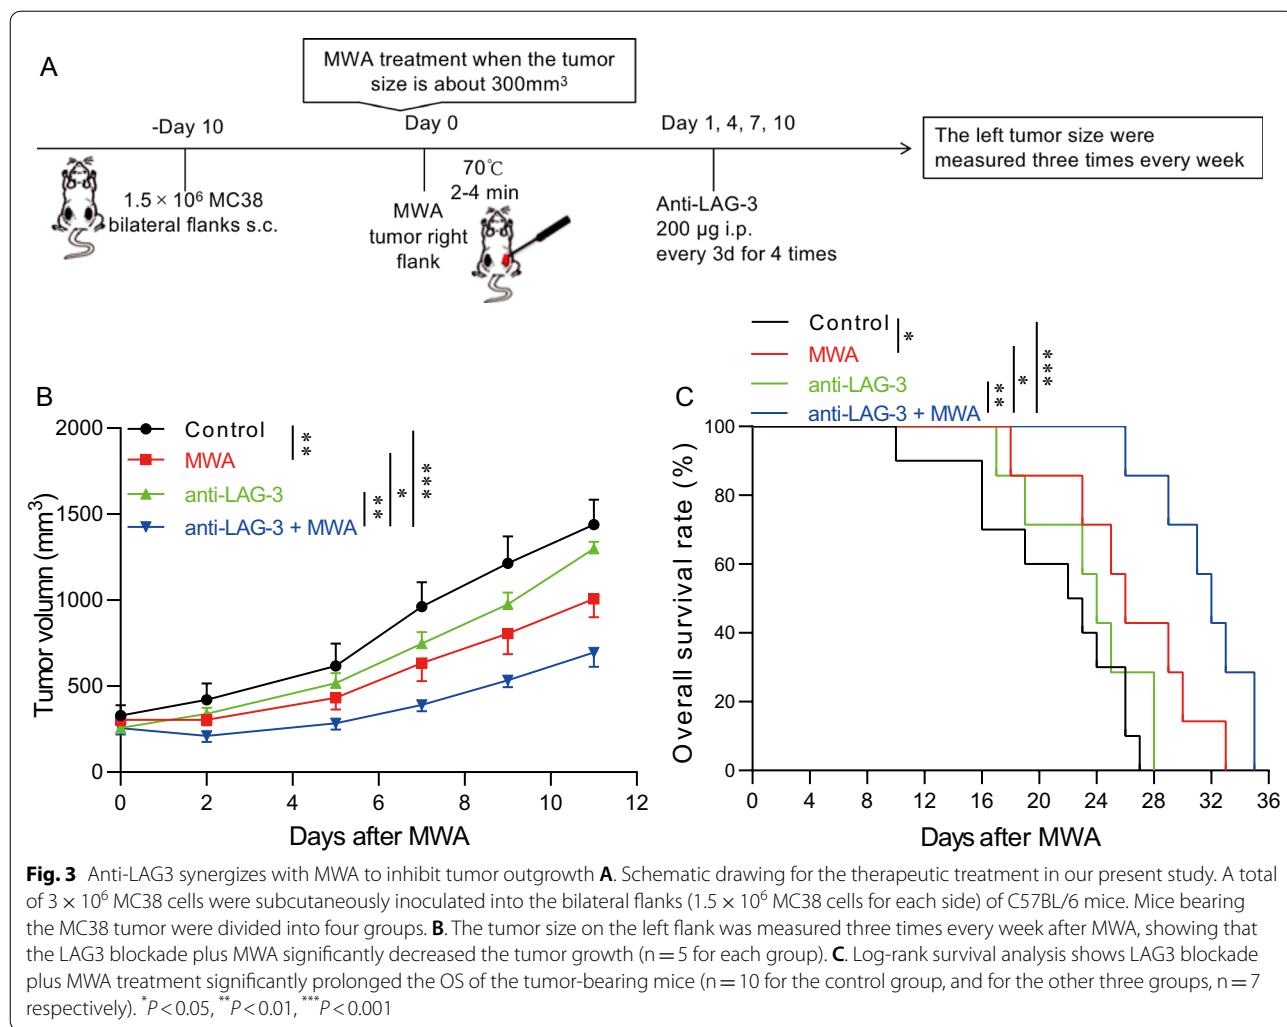 A
MWA treatment when the tumor
size is about 300mm³
-Day 10
Day 0
Day 1, 4, 7, 10
The left tumor size were
measured three times every week
1.5 × 10⁶ MC38
bilateral flanks s.c.
70℃
2-4 min
MWA
tumor right
flank
Anti-LAG-3
200 µg i.p.
every 3d for 4 times
B
Control
MWA
anti-LAG-3
anti-LAG-3 + MWA
**
**
*
***
Tumor volumn (mm³)
2000
1500
1000
500
0
0 2 4 6 8 10 12
Days after MWA
C
Control
MWA
anti-LAG-3
anti-LAG-3 + MWA
*
**
*
***
Overall survival rate (%)
100
80
60
40
20
0
0 4 8 12 16 20 24 28 32 36
Days after MWA
Fig. 3 Anti-LAG3 synergizes with MWA to inhibit tumor outgrowth A. Schematic drawing for the therapeutic treatment in our present study. A total
of 3 × 10⁶ MC38 cells were subcutaneously inoculated into the bilateral flanks (1.5 × 10⁶ MC38 cells for each side) of C57BL/6 mice. Mice bearing
the MC38 tumor were divided into four groups. B. The tumor size on the left flank was measured three times every week after MWA, showing that
the LAG3 blockade plus MWA significantly decreased the tumor growth (n = 5 for each group). C. Log-rank survival analysis shows LAG3 blockade
plus MWA treatment significantly prolonged the OS of the tumor-bearing mice (n = 10 for the control group, and for the other three groups, n = 7
respectively). *P < 0.05, **P < 0.01, ***P < 0.001